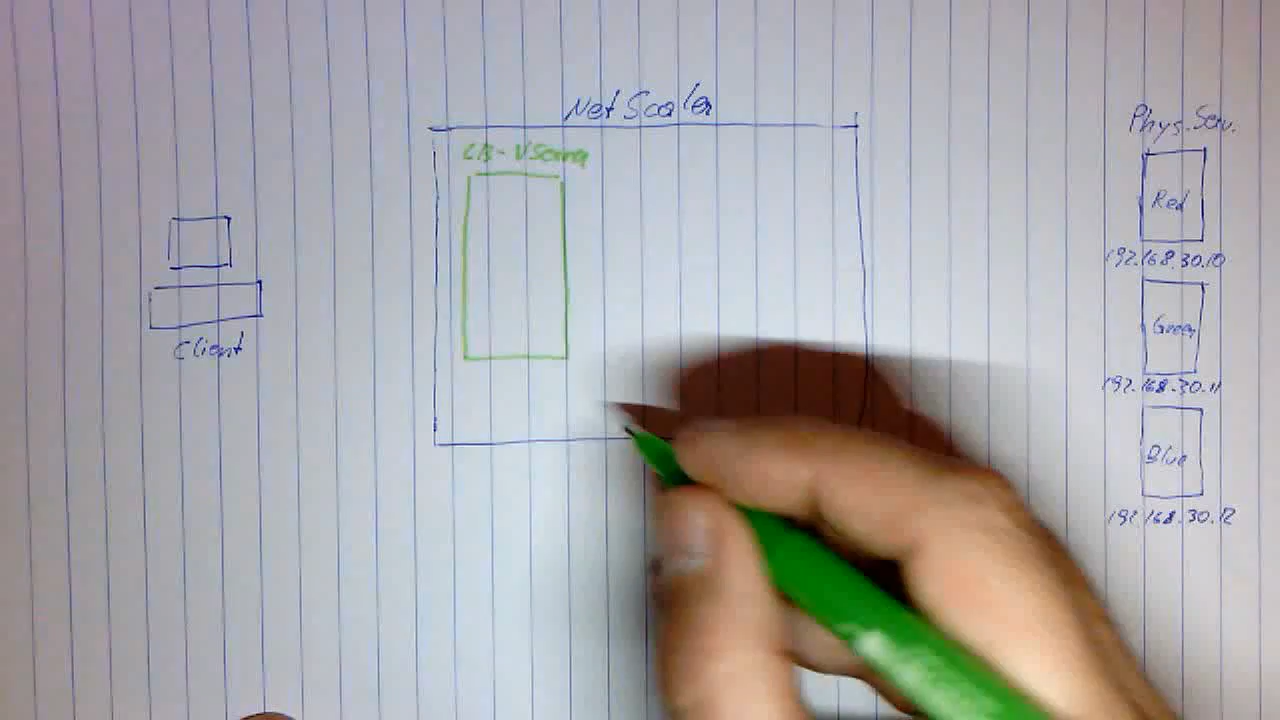 NetScaler
LB-VServer
Client
Phys. Serv.
Red
192.168.30.10
Green
192.168.30.11
Blue
192.168.30.12